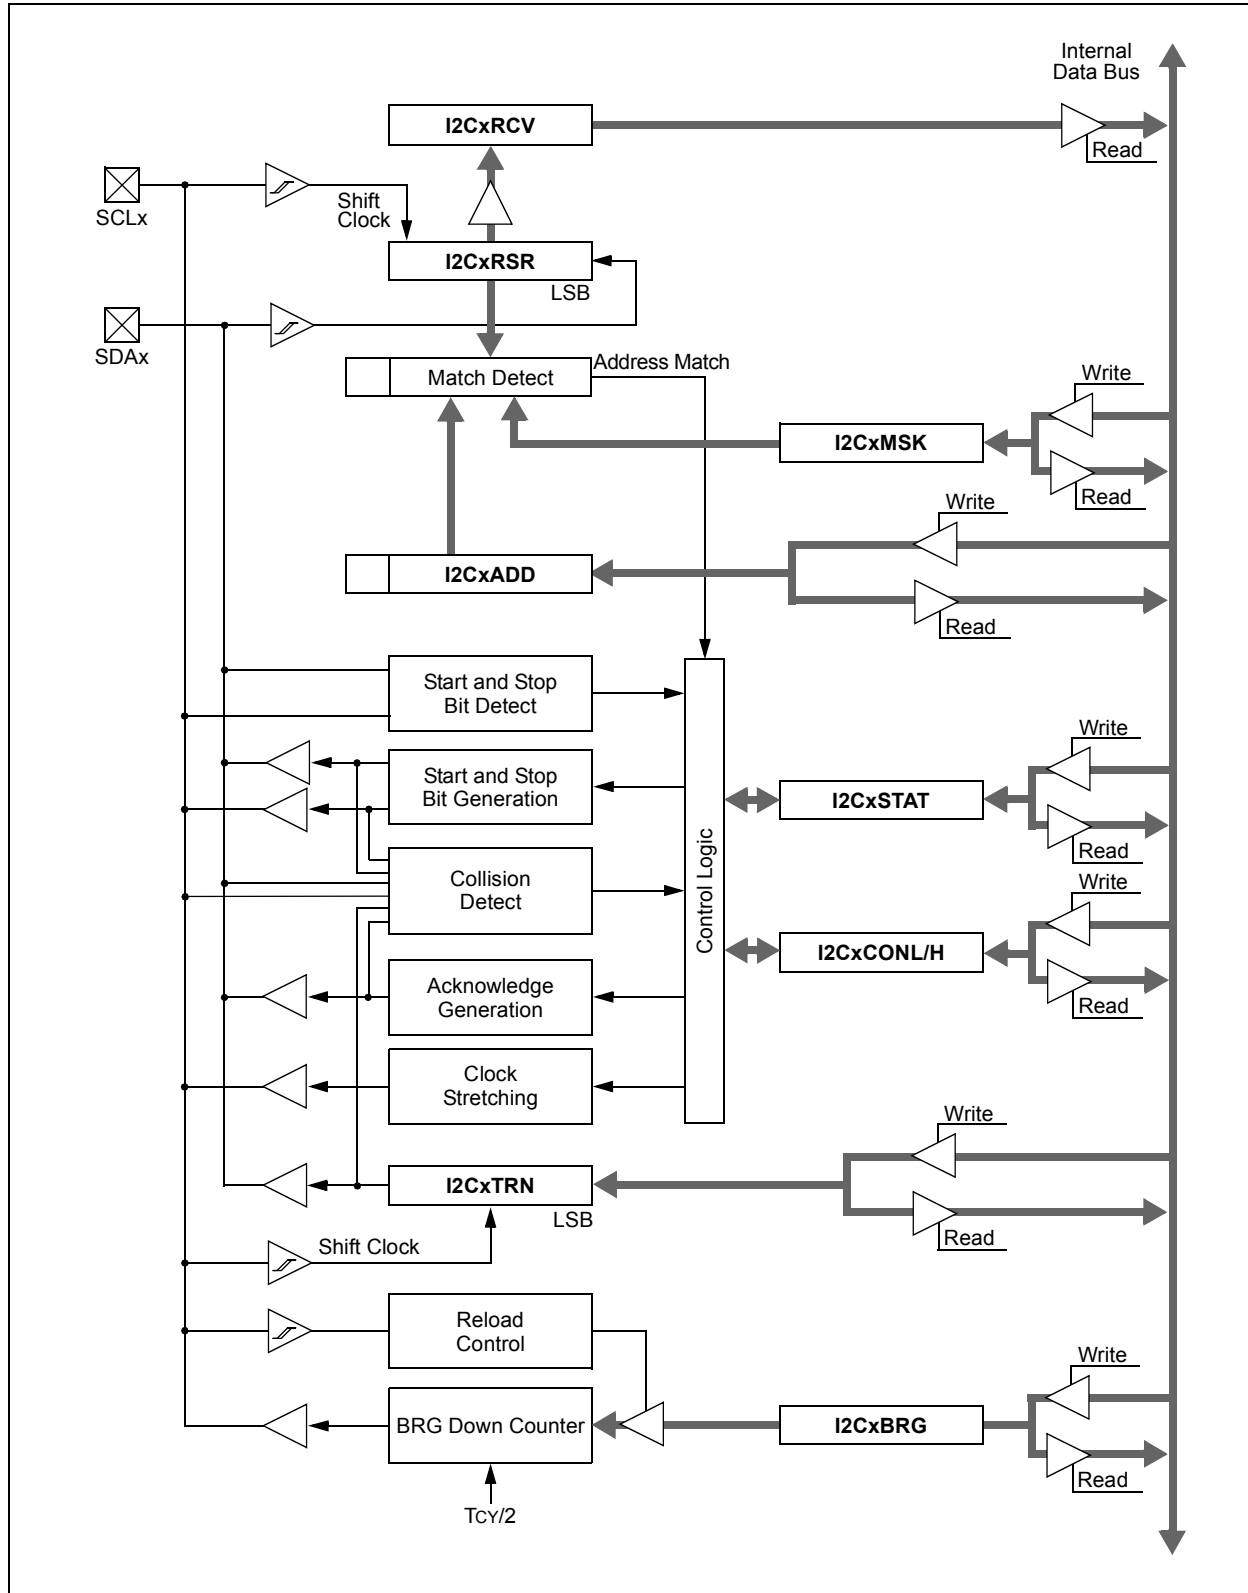 Internal
Data Bus
I2CxRCV
Read
SCLx
Shift
Clock
I2CxRSR
LSB
SDAx
Match Detect
Address Match
Write
I2CxMSK
Read
Write
I2CxADD
Read
Start and Stop
Bit Detect
Start and Stop
Bit Generation
Write
I2CxSTAT
Read
Control Logic
Collision
Detect
Write
I2CxCONL/H
Read
Acknowledge
Generation
Clock
Stretching
Write
I2CxTRN
LSB
Read
Shift Clock
Reload
Control
Write
BRG Down Counter
I2CxBRG
Read
TCY/2